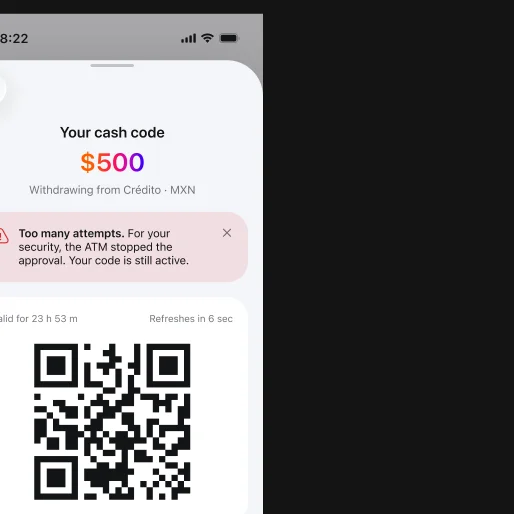 8:22
Your cash code
$500
Withdrawing from Crédito · MXN
Too many attempts. For your
security, the ATM stopped the
approval. Your code is still active.
for 23 h 53 m
Refreshes in 6 sec